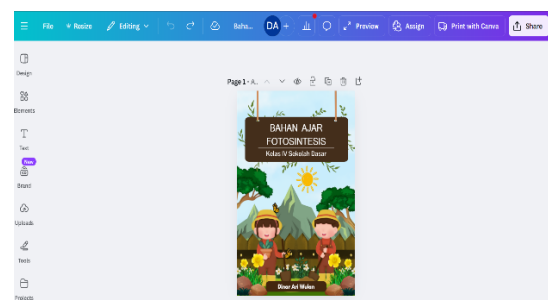 File Resize Editing Baha... DA + Preview Assign Print with Canva Share
Design
Elements
Text
New
Brand
Uploads
Tools
Projects
Page 1 - A...
BAHAN AJAR
FOTOSINTESIS
Kelas IV Sekolah Dasar
Dinar Ari Wulan